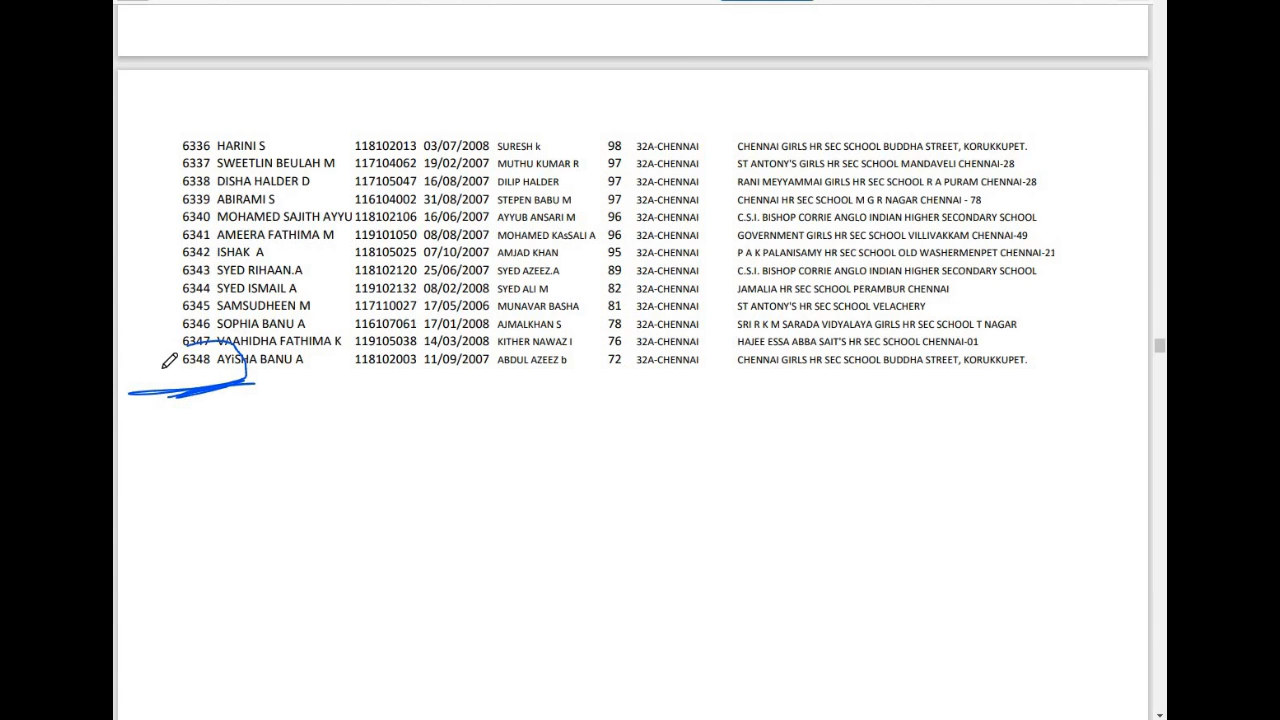 6336 HARINI S 118102013 03/07/2008 SURESH k 98 32A-CHENNAI CHENNAI GIRLS HR SEC SCHOOL BUDDHA STREET, KORUKKUPET.
6337 SWEETLIN BEULAH M 117104062 19/02/2007 MUTHU KUMAR R 97 32A-CHENNAI ST ANTONY'S GIRLS HR SEC SCHOOL MANDAVELI CHENNAI-28
6338 DISHA HALDER D 117105047 16/08/2007 DILIP HALDER 97 32A-CHENNAI RANI MEYYAMMAI GIRLS HR SEC SCHOOL R A PURAM CHENNAI-28
6339 ABIRAMI S 116104002 31/08/2007 STEPEN BABU M 97 32A-CHENNAI CHENNAI HR SEC SCHOOL M G R NAGAR CHENNAI - 78
6340 MOHAMED SAJITH AYYU 118102106 16/06/2007 AYYUB ANSARI M 96 32A-CHENNAI C.S.I. BISHOP CORRIE ANGLO INDIAN HIGHER SECONDARY SCHOOL
6341 AMEERA FATHIMA M 119101050 08/08/2007 MOHAMED KAsSALI A 96 32A-CHENNAI GOVERNMENT GIRLS HR SEC SCHOOL VILLIVAKKAM CHENNAI-49
6342 ISHAK A 118105025 07/10/2007 AMJAD KHAN 95 32A-CHENNAI P A K PALANISAMY HR SEC SCHOOL OLD WASHERMENPET CHENNAI-21
6343 SYED RIHAAN.A 118102120 25/06/2007 SYED AZEEZ.A 89 32A-CHENNAI C.S.I. BISHOP CORRIE ANGLO INDIAN HIGHER SECONDARY SCHOOL
6344 SYED ISMAIL A 119102132 08/02/2008 SYED ALI M 82 32A-CHENNAI JAMALIA HR SEC SCHOOL PERAMBUR CHENNAI
6345 SAMSUDHEEN M 117110027 17/05/2006 MUNAVAR BASHA 81 32A-CHENNAI ST ANTONY'S HR SEC SCHOOL VELACHERY
6346 SOPHIA BANU A 116107061 17/01/2008 AJMALKHAN S 78 32A-CHENNAI SRI R K M SARADA VIDYALAYA GIRLS HR SEC SCHOOL T NAGAR
6347 VAAHIDHA FATHIMA K 119105038 14/03/2008 KITHER NAWAZ I 76 32A-CHENNAI HAJEE ESSA ABBA SAIT'S HR SEC SCHOOL CHENNAI-01
6348 AYiSHA BANU A 118102003 11/09/2007 ABDUL AZEEZ b 72 32A-CHENNAI CHENNAI GIRLS HR SEC SCHOOL BUDDHA STREET, KORUKKUPET.